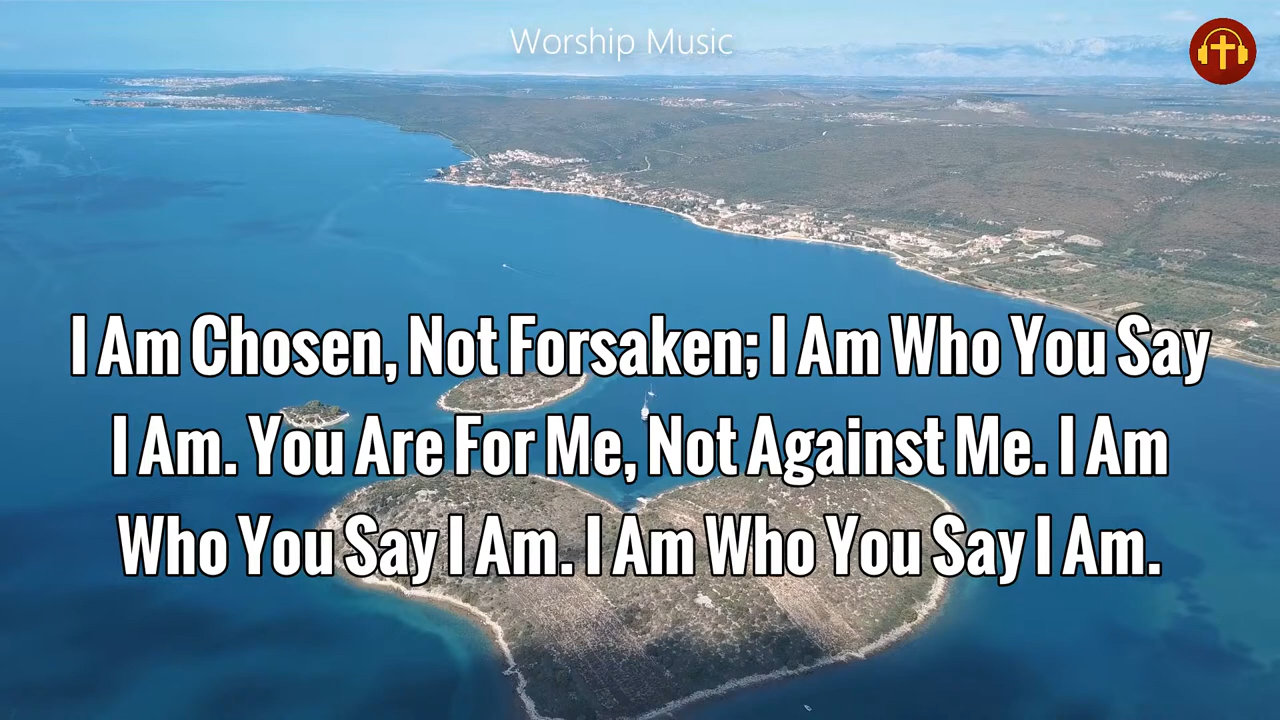 Worship Music
I Am Chosen, Not Forsaken; I Am Who You Say
I Am. You Are For Me, Not Against Me. I Am
Who You Say I Am. I Am Who You Say I Am.